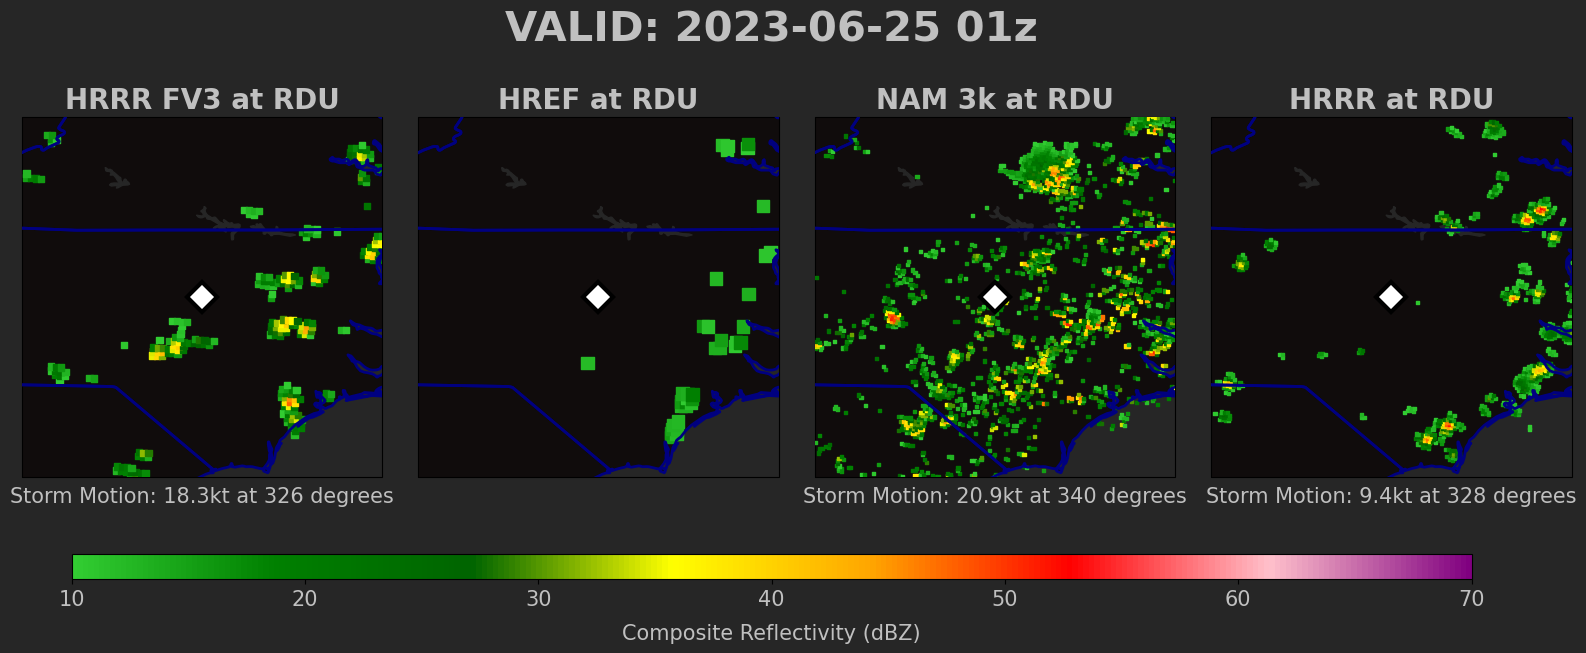 VALID: 2023-06-25 01z
HRRR FV3 at RDU
HREF at RDU
NAM 3k at RDU
HRRR at RDU
Storm Motion: 18.3kt at 326 degrees
Storm Motion: 20.9kt at 340 degrees
Storm Motion: 9.4kt at 328 degrees
10 20 30 40 50 60 70
Composite Reflectivity (dBZ)